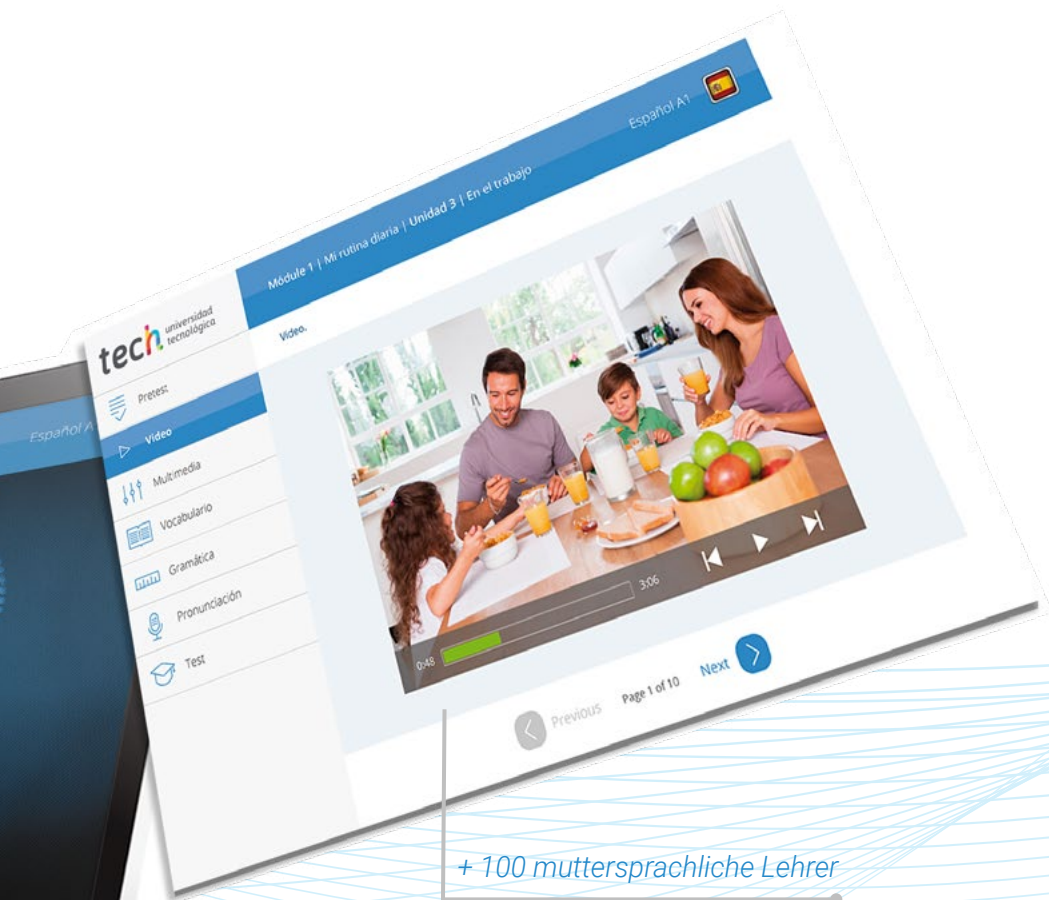 Español A1
Módule 1 | Mi rutina diaria | Unidad 3 | En el trabajo
tech universidad
tecnológica
Video.
Pretest
Video
Multimedia
Vocabulario
Gramática
Pronunciación
Test
0:48
3:06
Previous
Page 1 of 10
Next
Español A
+ 100 muttersprachliche Lehrer